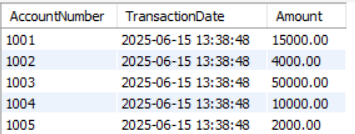 AccountNumber TransactionDate Amount
1001 2025-06-15 13:38:48 15000.00
1002 2025-06-15 13:38:48 4000.00
1003 2025-06-15 13:38:48 50000.00
1004 2025-06-15 13:38:48 10000.00
1005 2025-06-15 13:38:48 2000.00